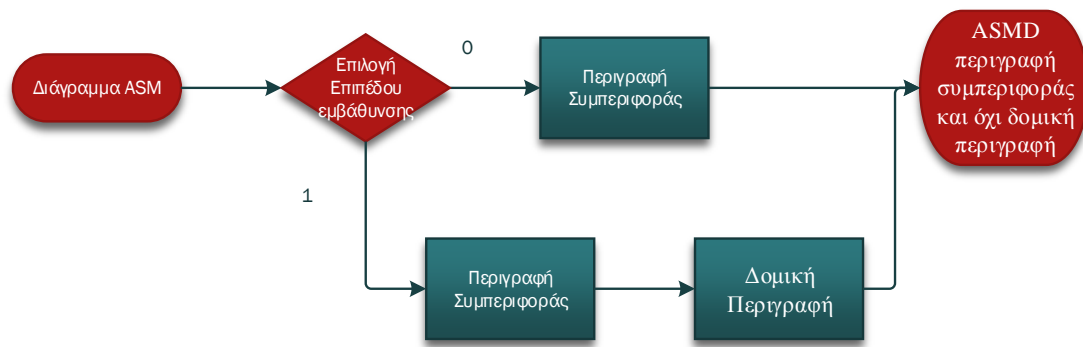 Διάγραμμα ASM
Επιλογή
Επιπέδου
εμβάθυνσης
0
Περιγραφή
Συμπεριφοράς
ASMD
περιγραφή
συμπεριφοράς
και όχι δομική
περιγραφή
1
Περιγραφή
Συμπεριφοράς
Δομική
Περιγραφή